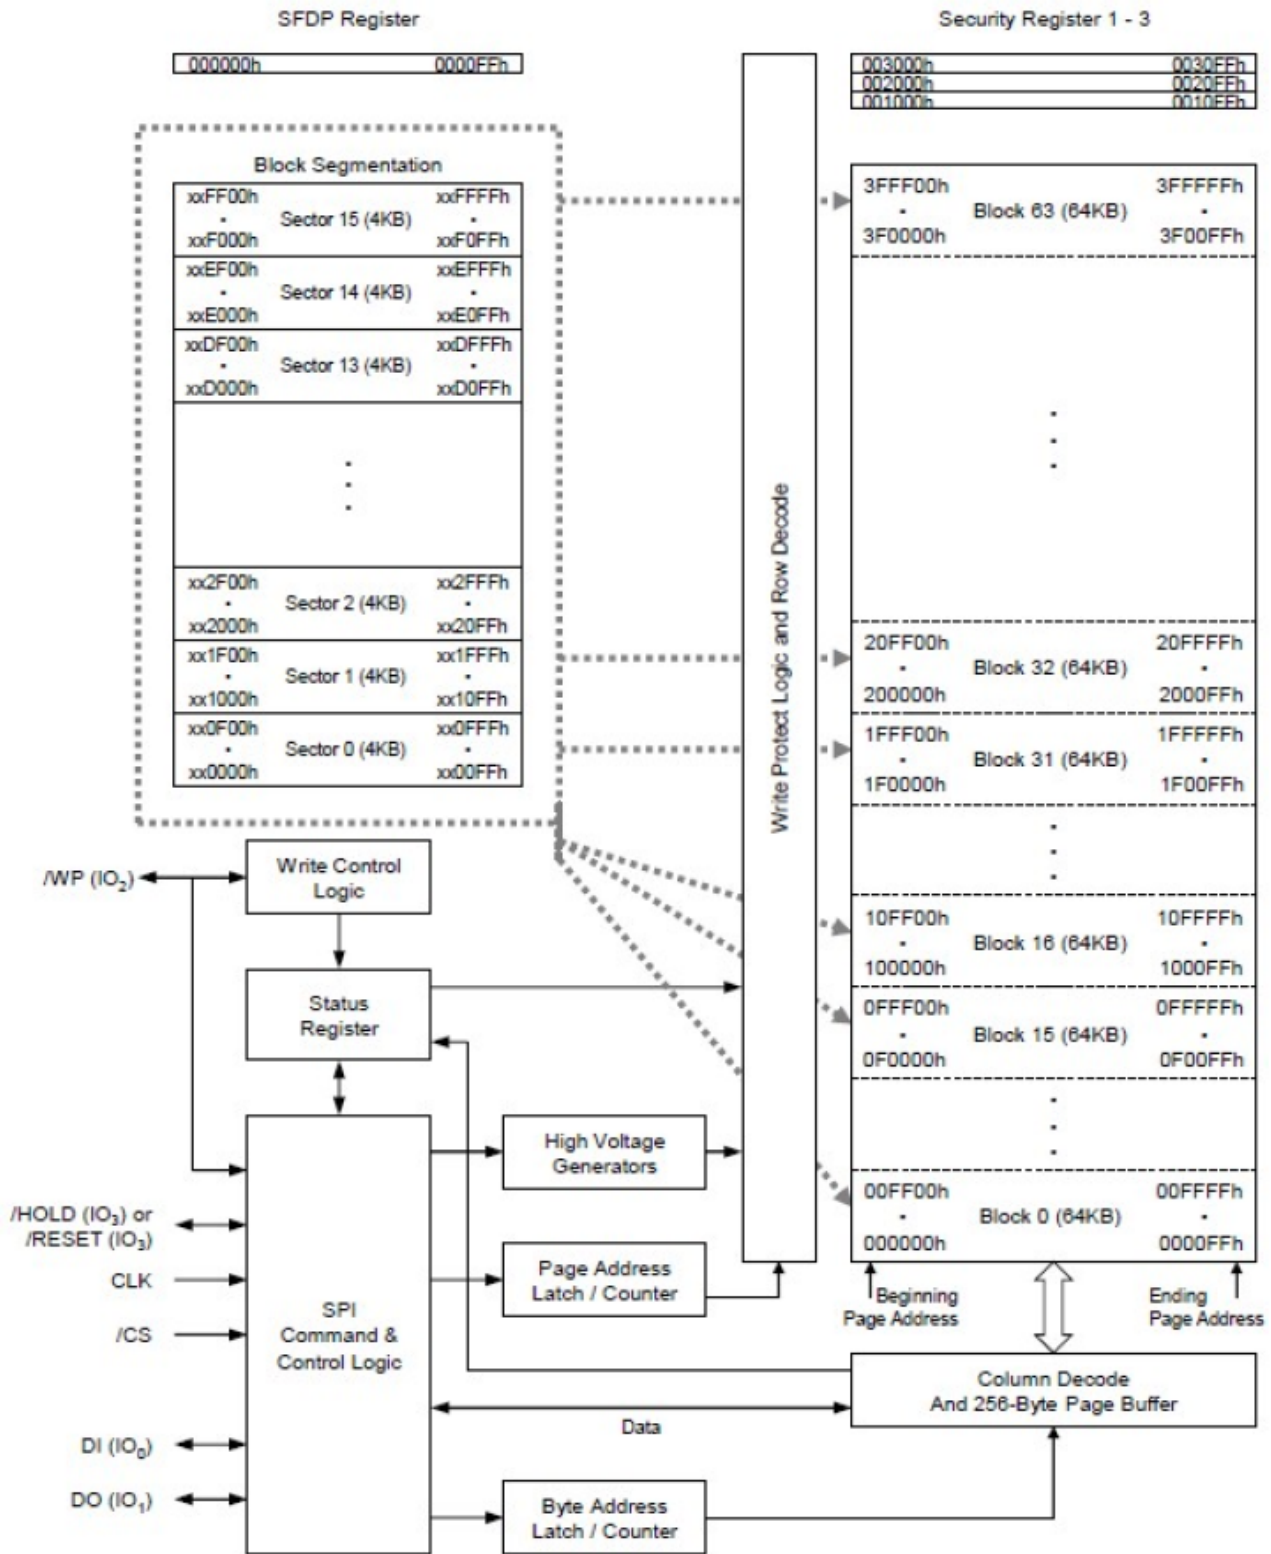 SFDP Register
000000h 0000FFh
Security Register 1 - 3
003000h 0030FFh
002000h 0020FFh
001000h 0010FFh
Block Segmentation
xxFF00h xxFFFFh
Sector 15 (4KB)
xxF000h xxF0FFh
xxEF00h xxEFFFh
Sector 14 (4KB)
xxE000h xxE0FFh
xxDF00h xxDFFFh
Sector 13 (4KB)
xxD000h xxD0FFh
xx2F00h xx2FFFh
Sector 2 (4KB)
xx2000h xx20FFh
xx1F00h xx1FFFh
Sector 1 (4KB)
xx1000h xx10FFh
xx0F00h xx0FFFh
Sector 0 (4KB)
xx0000h xx00FFh
Write Protect Logic and Row Decode
3FFF00h 3FFFFFh
Block 63 (64KB)
3F0000h 3F00FFh
20FF00h 20FFFFh
Block 32 (64KB)
200000h 2000FFh
1FFF00h 1FFFFFh
Block 31 (64KB)
1F0000h 1F00FFh
10FF00h 10FFFFh
Block 16 (64KB)
100000h 1000FFh
0FFF00h 0FFFFFh
Block 15 (64KB)
0F0000h 0F00FFh
00FF00h 00FFFFh
Block 0 (64KB)
000000h 0000FFh
Beginning
Page Address
Ending
Page Address
/WP (IO₂)
Write Control
Logic
Status
Register
High Voltage
Generators
/HOLD (IO₃) or
/RESET (IO₃)
CLK
/CS
DI (IO₀)
DO (IO₁)
SPI
Command &
Control Logic
Page Address
Latch / Counter
Column Decode
And 256-Byte Page Buffer
Data
Byte Address
Latch / Counter